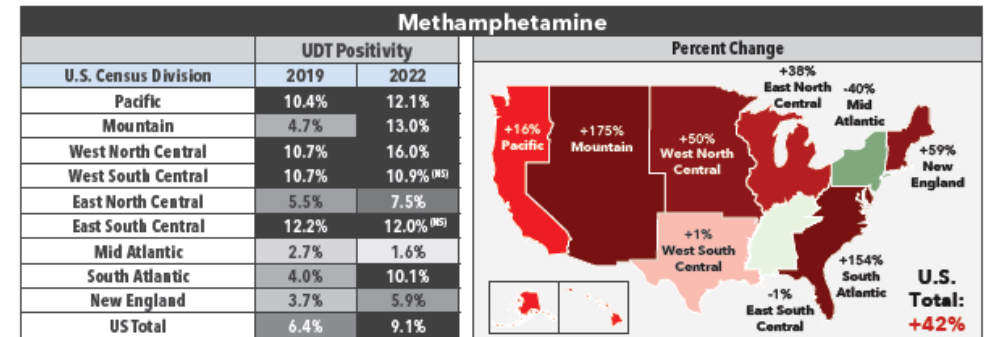 Methamphetamine
UDT Positivity
U.S. Census Division 2019 2022
Pacific 10.4% 12.1%
Mountain 4.7% 13.0%
West North Central 10.7% 16.0%
West South Central 10.7% 10.9% (NS)
East North Central 5.5% 7.5%
East South Central 12.2% 12.0% (NS)
Mid Atlantic 2.7% 1.6%
South Atlantic 4.0% 10.1%
New England 3.7% 5.9%
US Total 6.4% 9.1%
Percent Change
+16%
Pacific
+175%
Mountain
+50%
West North
Central
+38%
East North
Central
-40%
Mid
Atlantic
+59%
New
England
+1%
West South
Central
-1%
East South
Central
+154%
South
Atlantic
U.S.
Total:
+42%